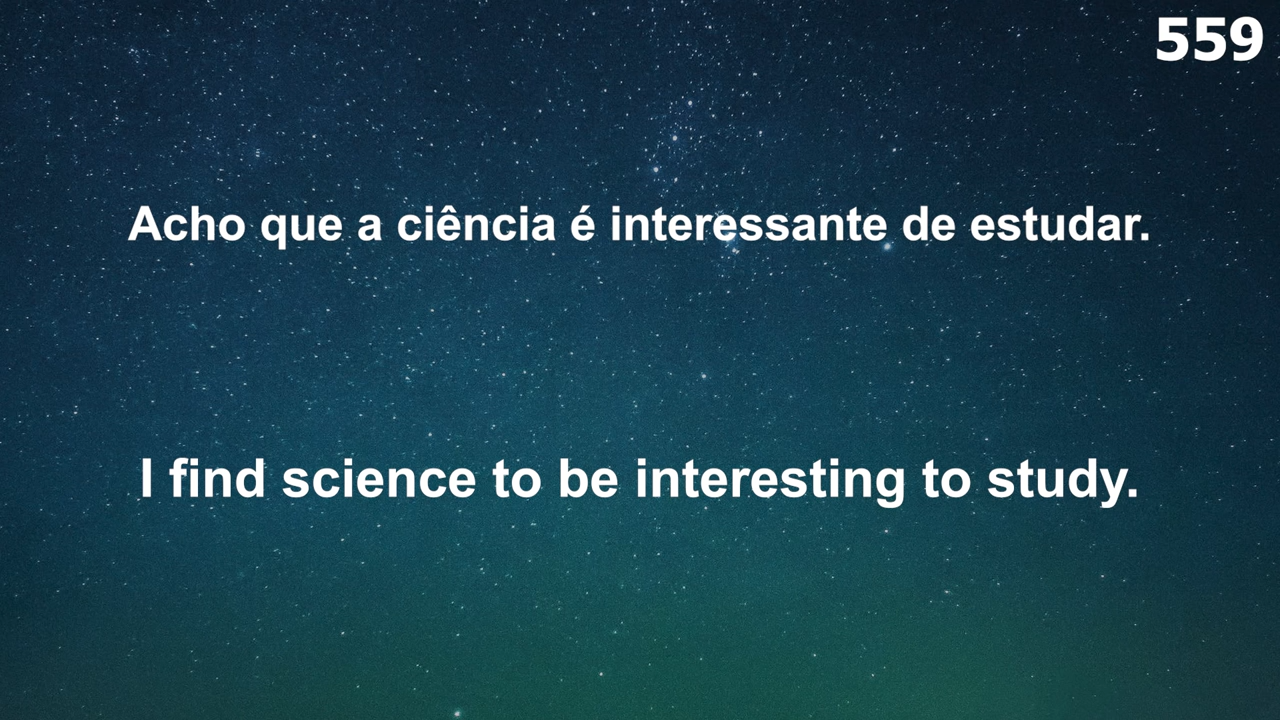 559
Acho que a ciência é interessante de estudar.
I find science to be interesting to study.